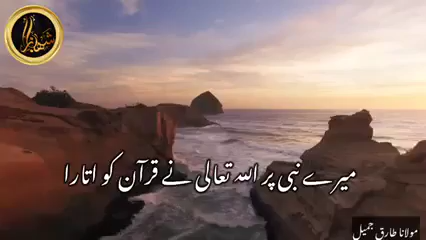 میرے نبی پر اللہ تعالی نے قرآن کو اتارا
مولانا طارق جمیل